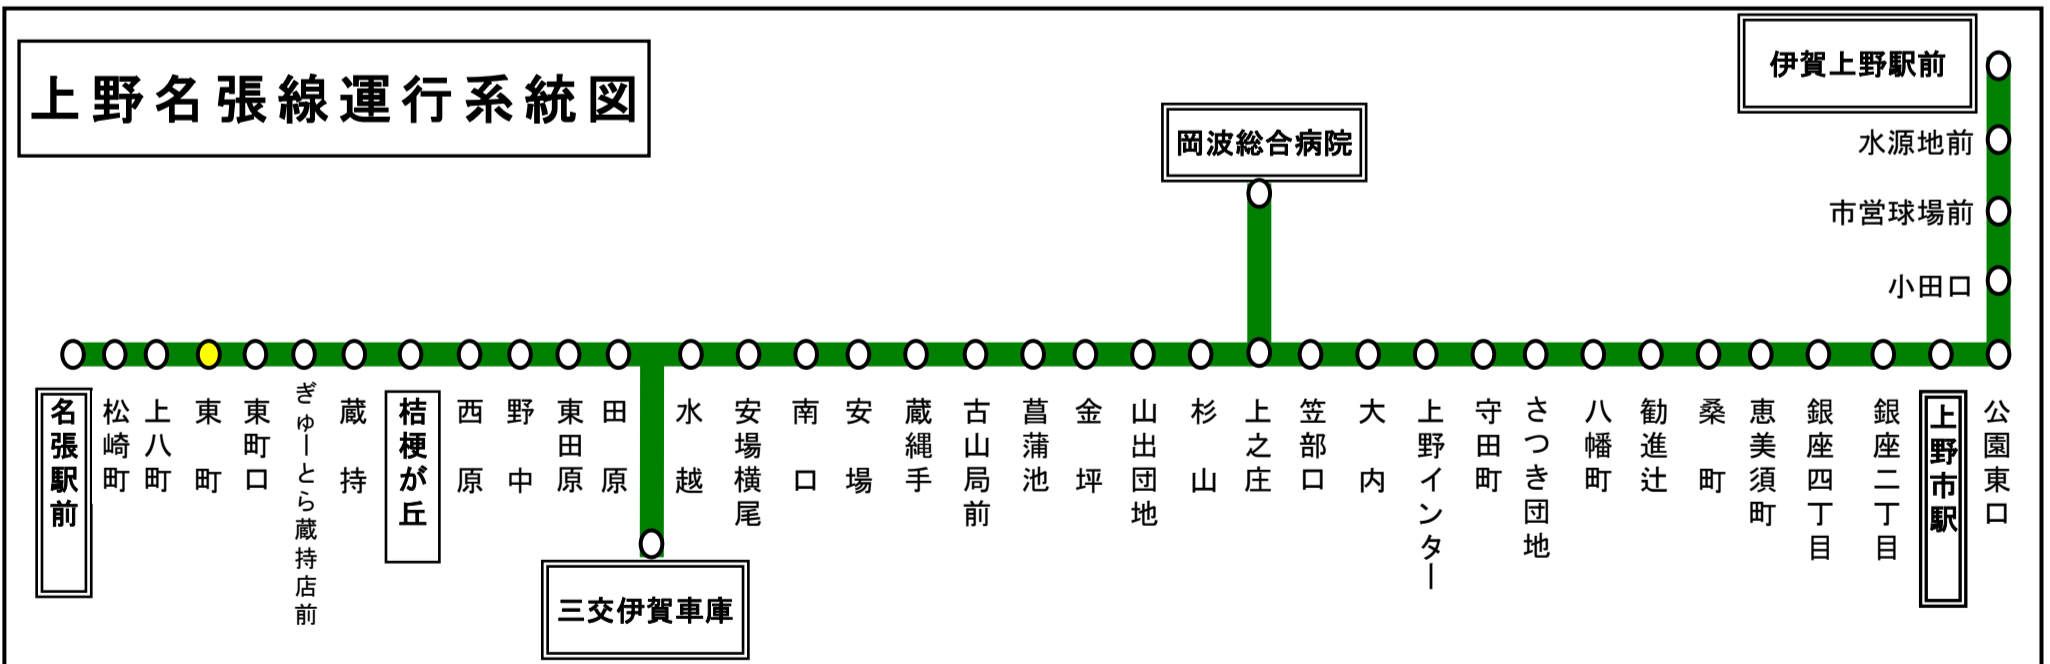 上野名張線運行系統図
伊賀上野駅前
水源地前
市営球場前
小田口
岡波総合病院
名張駅前
松崎町
上八町
東町
東町口
ぎゅーとら蔵持店前
蔵持
桔梗が丘
西原
野中
東田原
田原
三交伊賀車庫
水越
安場横尾
南口
安場
蔵縄手
古山局前
菖蒲池
金坪
山出団地
杉山
上之庄
笠部口
大内
上野インター
守田町
さつき団地
八幡町
勧進辻
桑町
恵美須町
銀座四丁目
銀座二丁目
上野市駅
公園東口